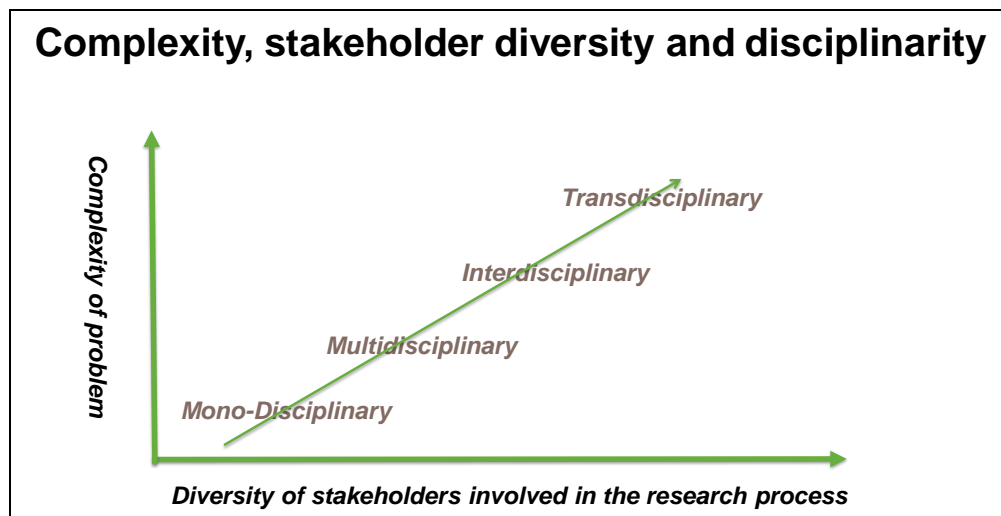 Complexity, stakeholder diversity and disciplinarity
Complexity of problem
Transdisciplinary
Interdisciplinary
Multidisciplinary
Mono-Disciplinary
Diversity of stakeholders involved in the research process